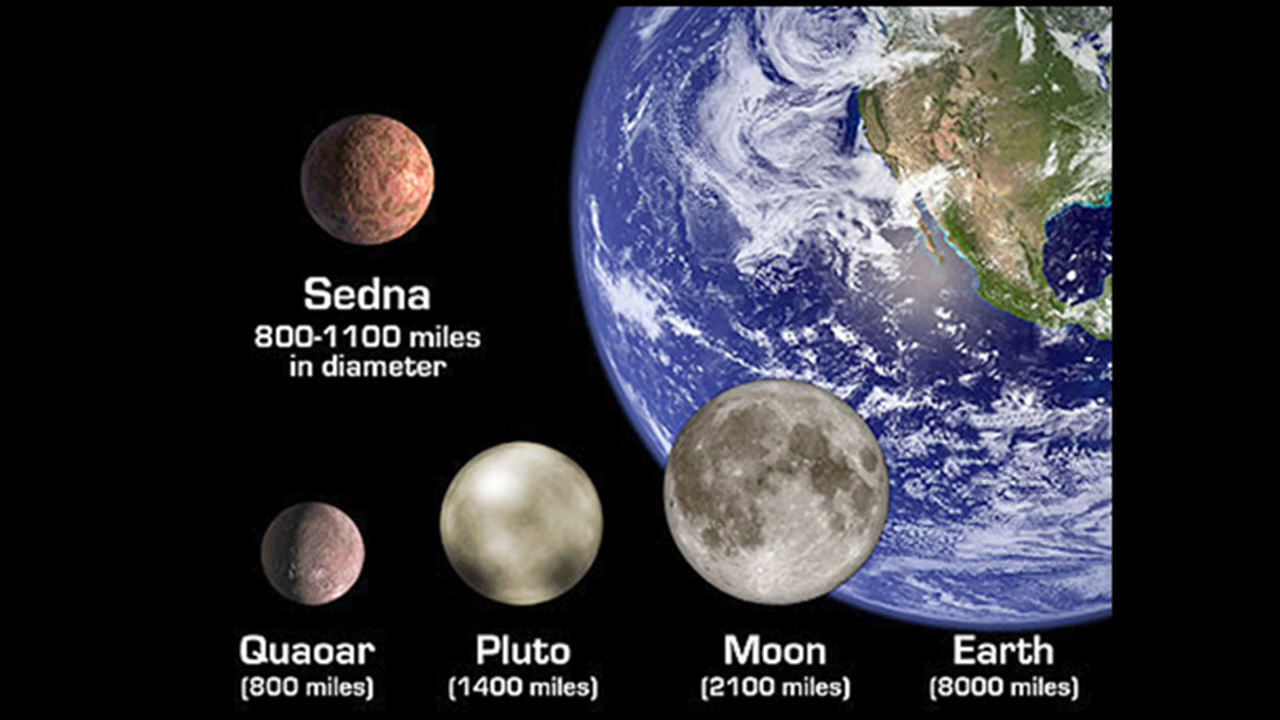 Sedna
800-1100 miles
in diameter
Quaoar
(800 miles)
Pluto
(1400 miles)
Moon
(2100 miles)
Earth
(8000 miles)